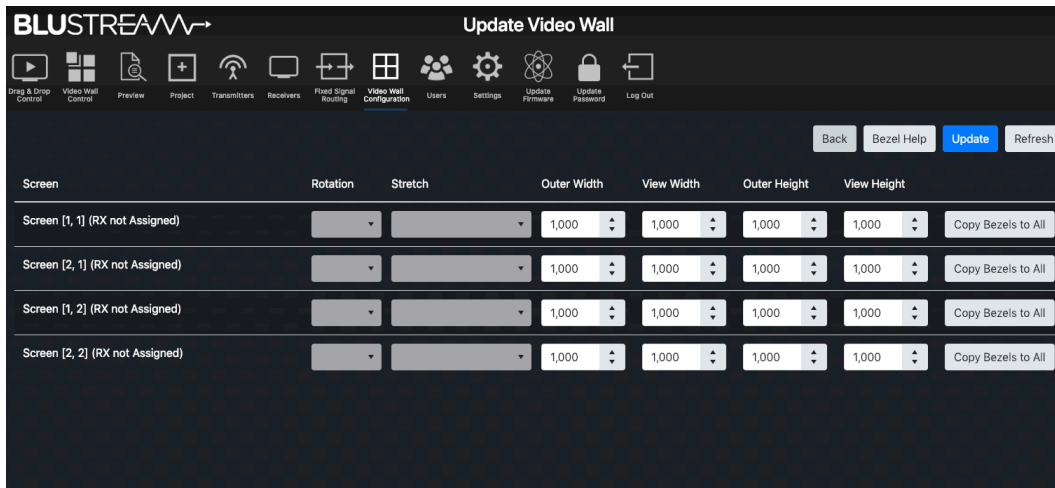 BLUSTREAM
Update Video Wall
Drag & Drop Control
Video Wall Control
Preview
Project
Transmitters
Receivers
Fixed Signal Routing
Video Wall Configuration
Users
Settings
Update Firmware
Update Password
Log Out
Back Bezel Help Update Refresh
Screen Rotation Stretch Outer Width View Width Outer Height View Height
Screen [1, 1] (RX not Assigned) 1,000 1,000 1,000 1,000 Copy Bezels to All
Screen [2, 1] (RX not Assigned) 1,000 1,000 1,000 1,000 Copy Bezels to All
Screen [1, 2] (RX not Assigned) 1,000 1,000 1,000 1,000 Copy Bezels to All
Screen [2, 2] (RX not Assigned) 1,000 1,000 1,000 1,000 Copy Bezels to All